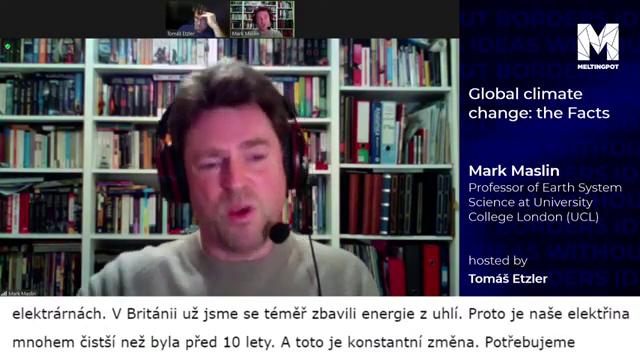 Tomáš Etzler
Mark Maslin
MELTINGPOT
Global climate
change: the Facts
Mark Maslin
Professor of Earth System
Science at University
College London (UCL)
hosted by
Tomáš Etzler
Mark Maslin
elektrárnách. V Británii už jsme se téměř zbavili energie z uhlí. Proto je naše elektřina
mnohem čistší než byla před 10 lety. A toto je konstantní změna. Potřebujeme